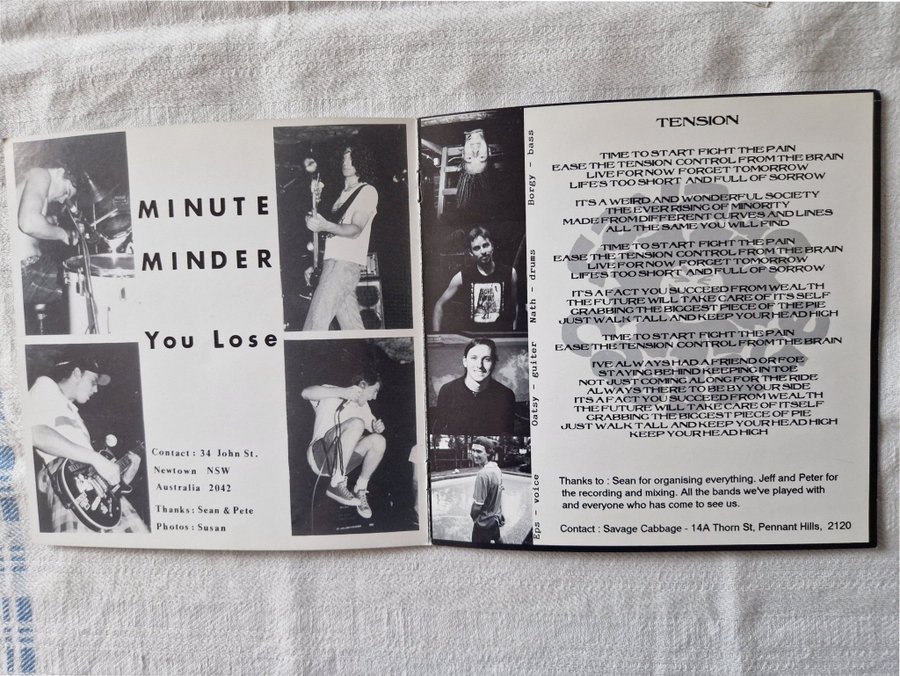 MINUTE
MINDER
You Lose
Contact : 34 John St.
Newtown NSW
Australia 2042
Thanks : Sean & Pete
Photos : Susan
Eps - voice Oatsy - guiter Nath - drums Borgy - bass
TENSION
TIME TO START FIGHT THE PAIN
EASE THE TENSION CONTROL FROM THE BRAIN
LIVE FOR NOW FORGET TOMORROW
LIFE'S TOO SHORT AND FULL OF SORROW
IT'S A WEIRD AND WONDERFUL SOCIETY
THE EVER RISING OF MINORITY
MADE FROM DIFFERENT CURVES AND LINES
ALL THE SAME YOU WILL FIND
TIME TO START FIGHT THE PAIN
EASE THE TENSION CONTROL FROM THE BRAIN
LIVE FOR NOW FORGET TOMORROW
LIFE'S TOO SHORT AND FULL OF SORROW
IT'S A FACT YOU SUCCEED FROM WEALTH
THE FUTURE WILL TAKE CARE OF IT'S SELF
GRABBING THE BIGGEST PIECE OF THE PIE
JUST WALK TALL AND KEEP YOUR HEAD HIGH
TIME TO START FIGHT THE PAIN
EASE THE TENSION CONTROL FROM THE BRAIN
I'VE ALWAYS HAD A FRIEND OR FOE
STAYING BEHIND KEEPING IN TOE
NOT JUST COMING ALONG FOR THE RIDE
ALWAYS THERE TO BE BY YOUR SIDE
IT'S A FACT YOU SUCCEED FROM WEALTH
THE FUTURE WILL TAKE CARE OF ITSELF
GRABBING THE BIGGEST PIECE OF PIE
JUST WALK TALL AND KEEP YOUR HEAD HIGH
KEEP YOUR HEAD HIGH
Thanks to : Sean for organising everything. Jeff and Peter for
the recording and mixing. All the bands we've played with
and everyone who has come to see us.
Contact : Savage Cabbage - 14A Thorn St, Pennant Hills, 2120